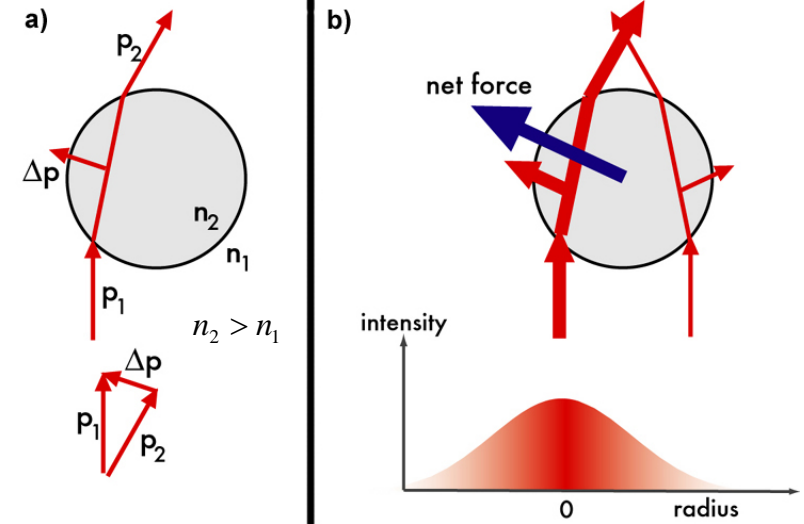 a)
p₂
Δp
n₂
n₁
p₁
n₂ > n₁
Δp
p₁
p₂
b)
net force
intensity
0
radius